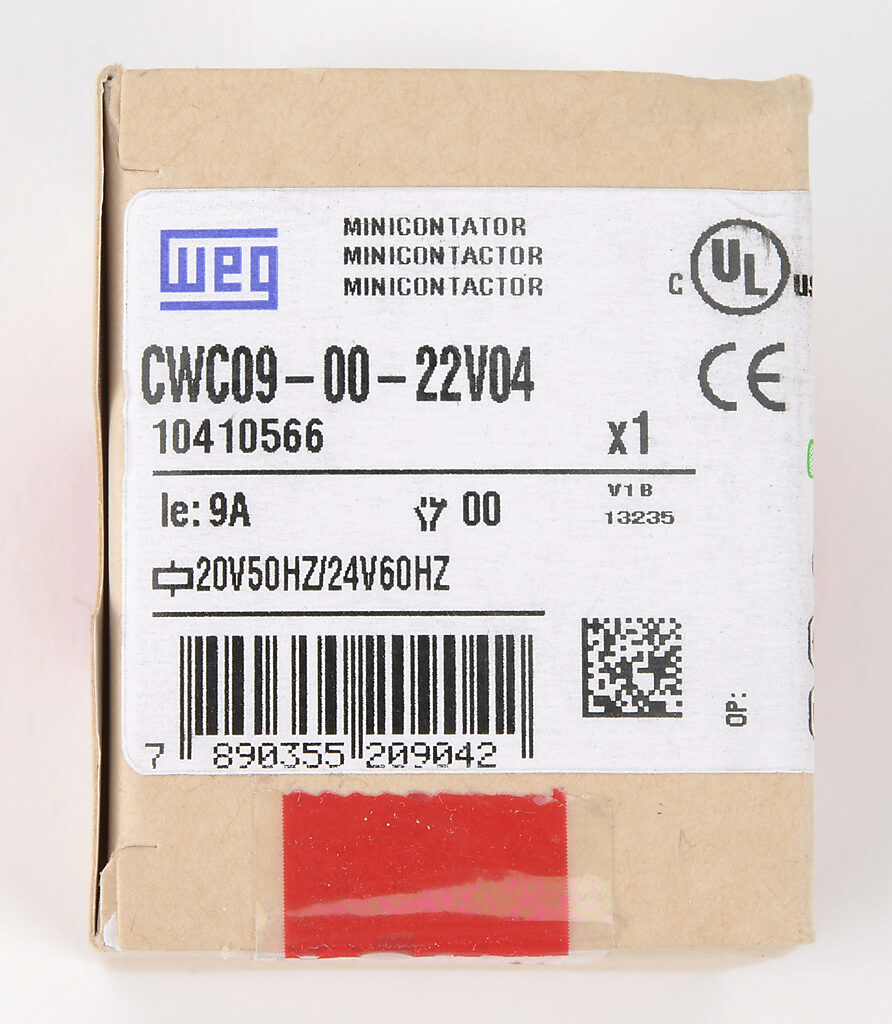 weg
MINICONTATOR
MINICONTACTOR
MINICONTACTOR
C UL US
CE
CWC09-00-22V04
10410566
x1
Ie: 9A
00
V1B
13235
20V50HZ/24V60HZ
OP:
7 890355 209042